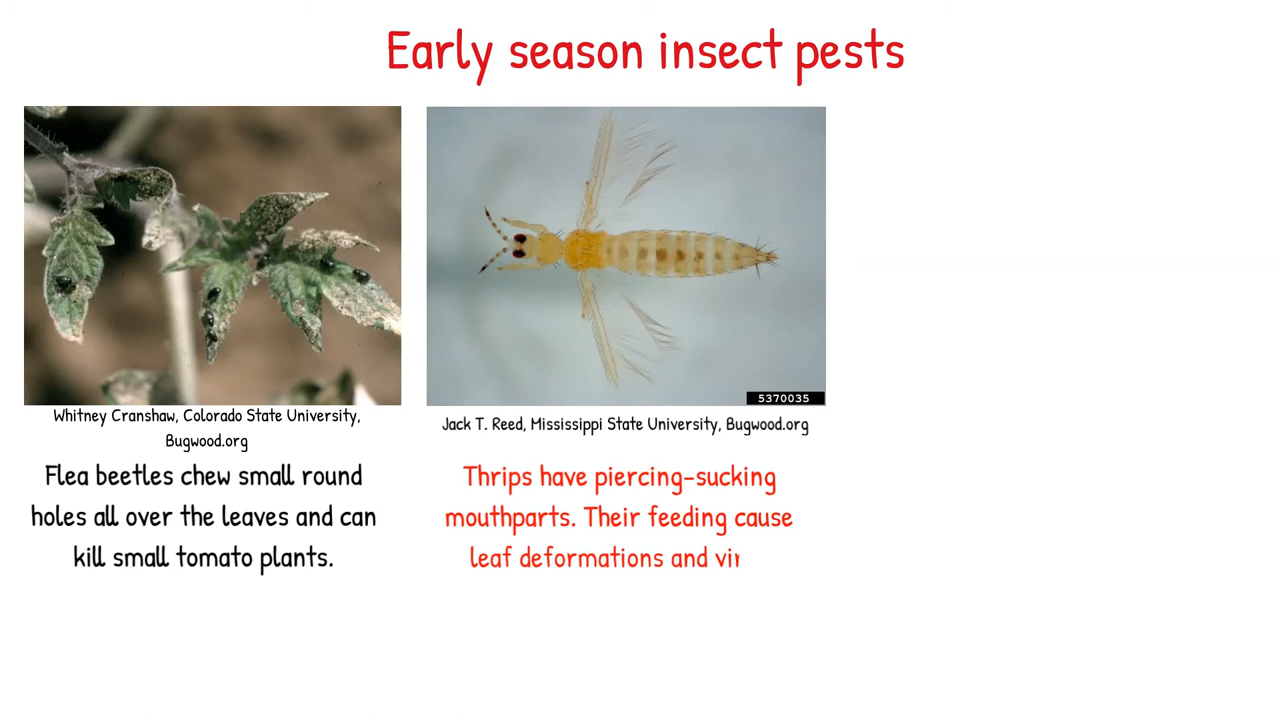 Early season insect pests
5370035
Whitney Cranshaw, Colorado State University,
Bugwood.org
Jack T. Reed, Mississippi State University, Bugwood.org
Flea beetles chew small round
holes all over the leaves and can
kill small tomato plants.
Thrips have piercing-sucking
mouthparts. Their feeding cause
leaf deformations and